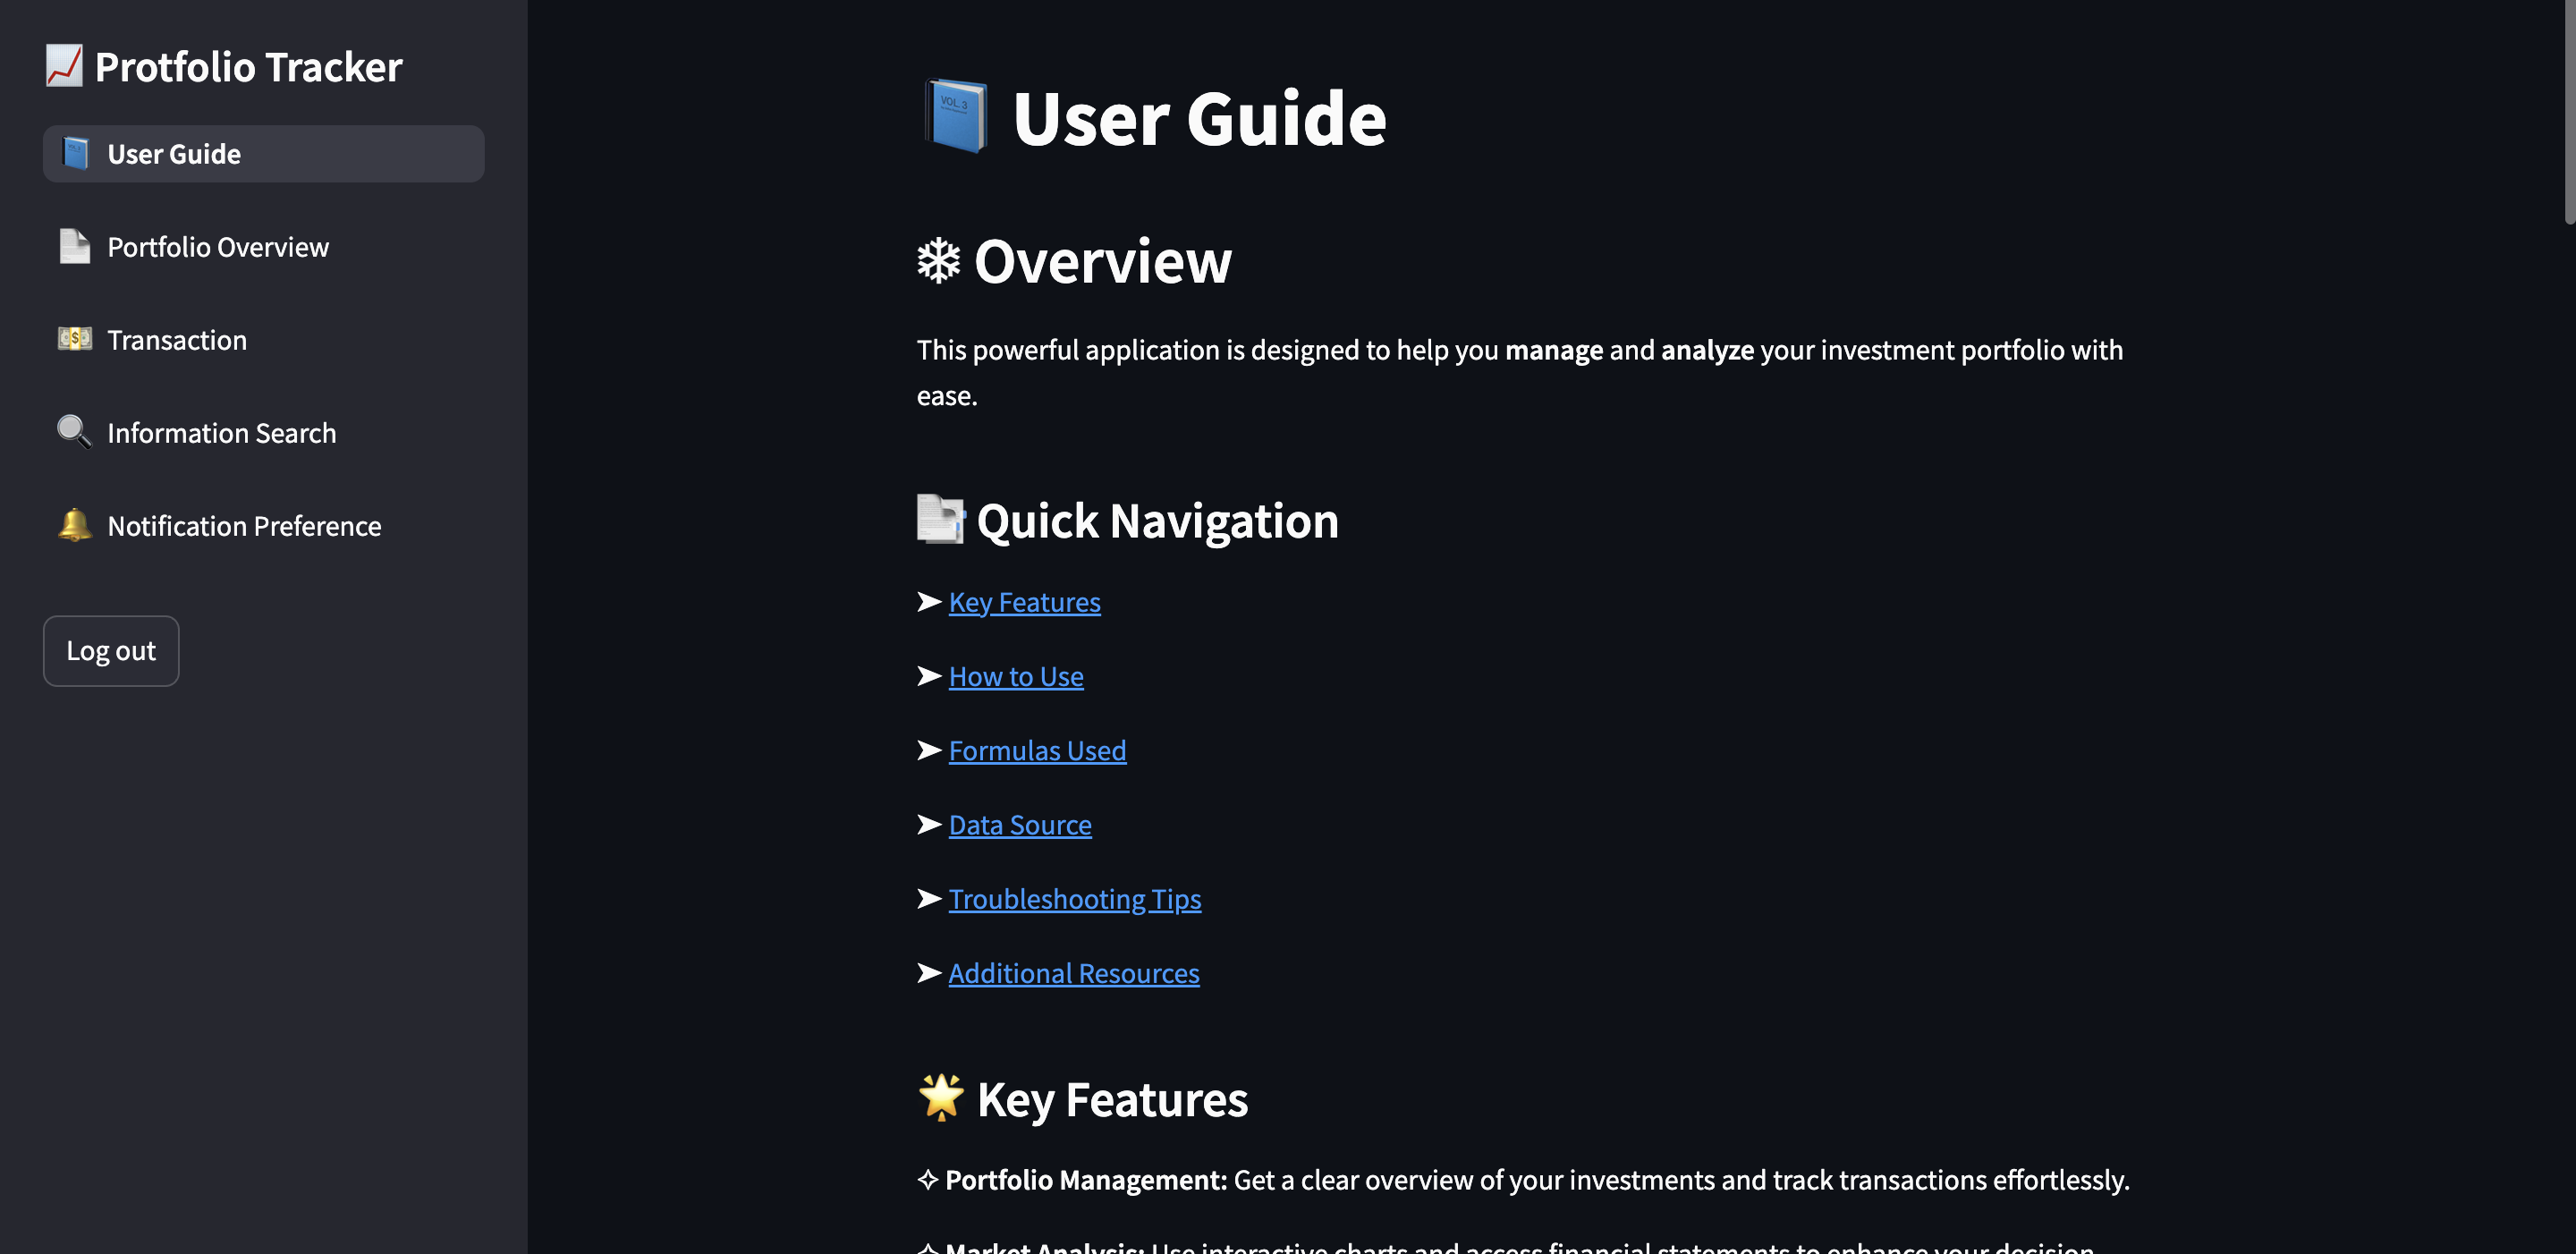 Protfolio Tracker
User Guide
Portfolio Overview
Transaction
Information Search
Notification Preference
Log out
VOL. 3
User Guide
Overview
This powerful application is designed to help you manage and analyze your investment portfolio with
ease.
Quick Navigation
➤ Key Features
➤ How to Use
➤ Formulas Used
➤ Data Source
➤ Troubleshooting Tips
➤ Additional Resources
Key Features
✧ Portfolio Management: Get a clear overview of your investments and track transactions effortlessly.
✧ Market Analysis: Use interactive charts and access financial statements to enhance your decision